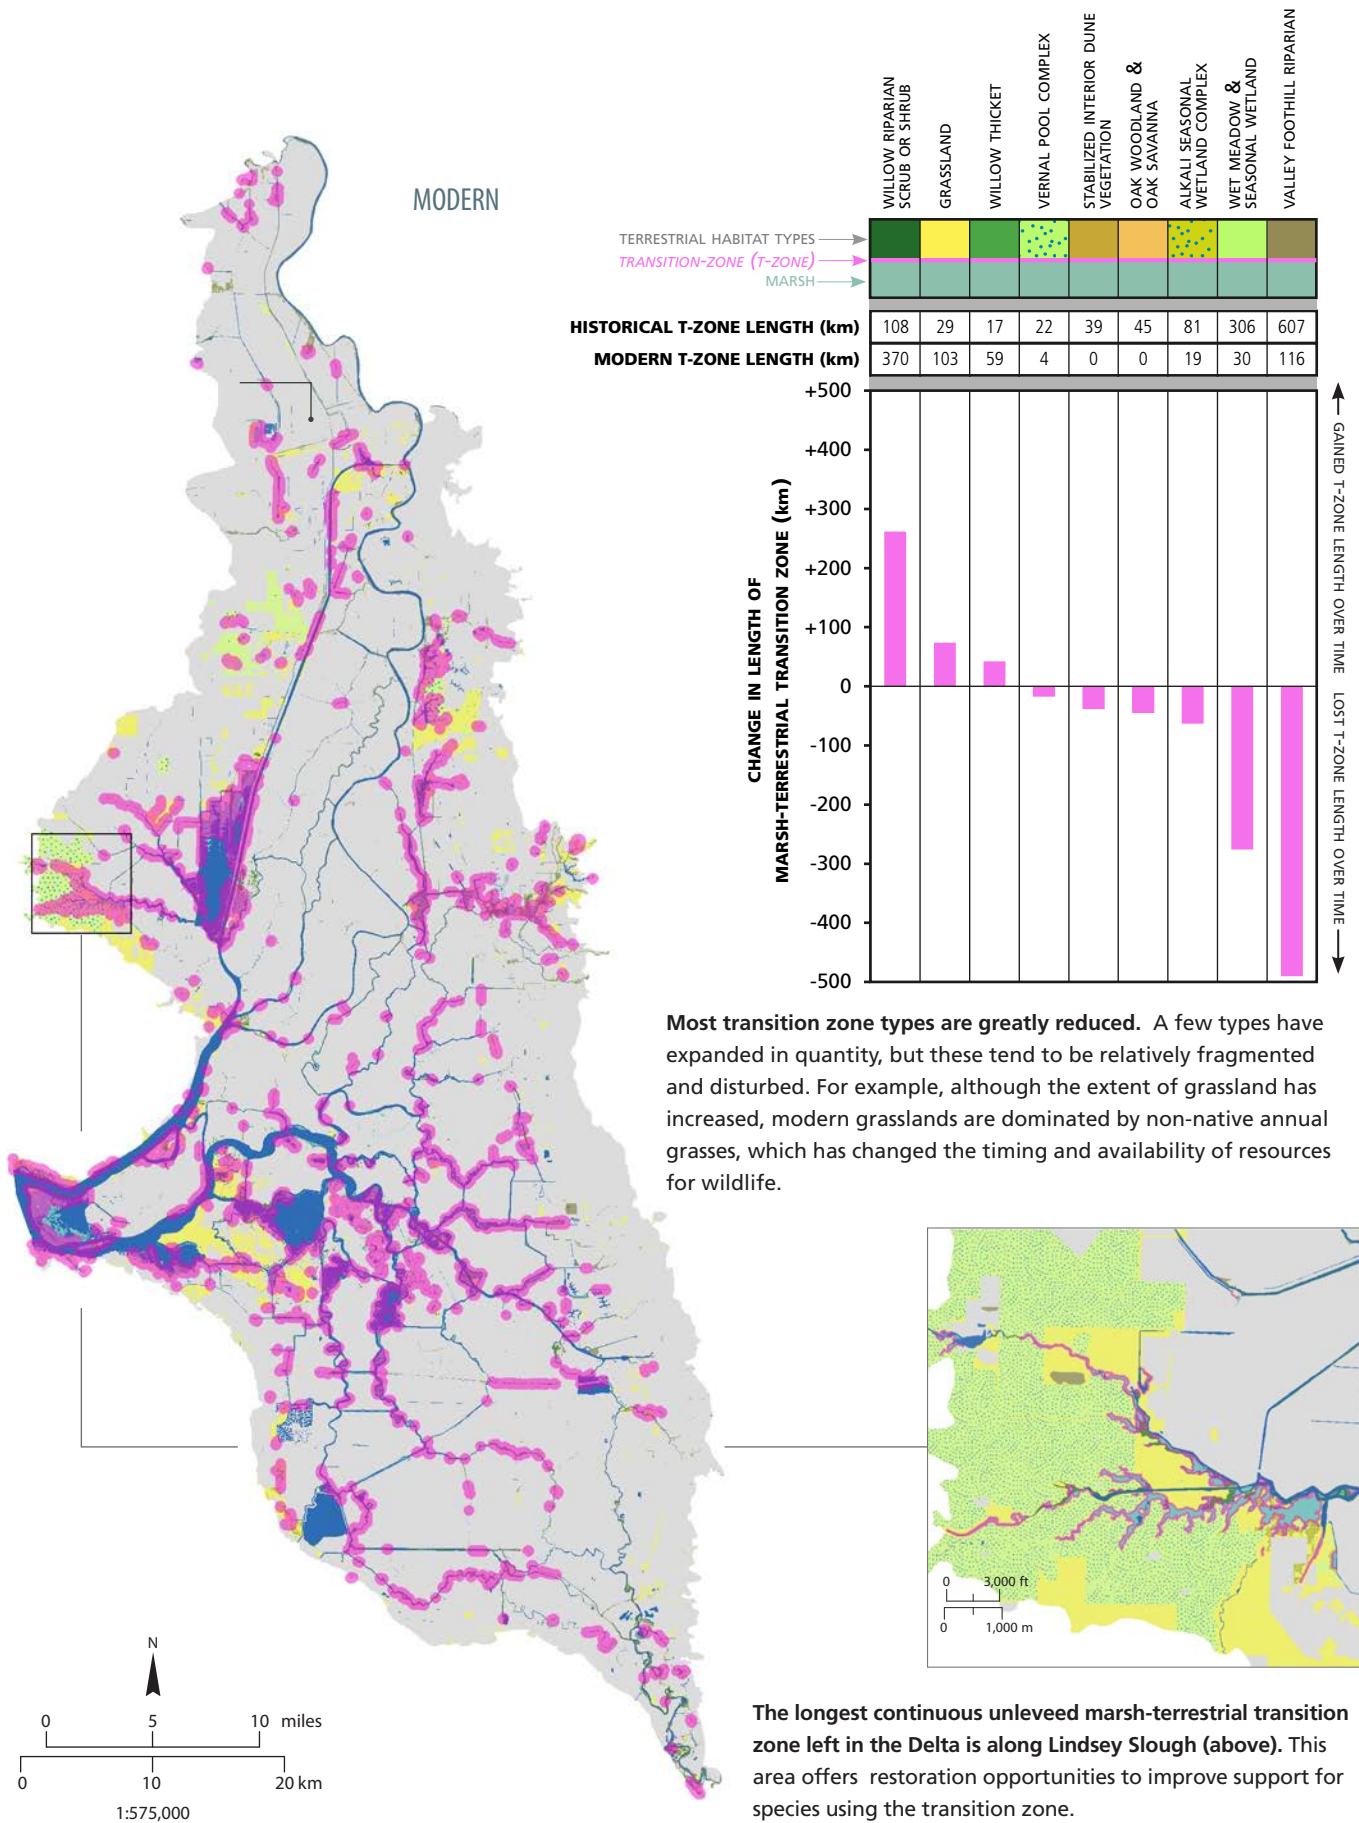 MODERN
WILLOW RIPARIAN
SCRUB OR SHRUB
GRASSLAND
WILLOW THICKET
VERNAL POOL COMPLEX
STABILIZED INTERIOR DUNE
VEGETATION
OAK WOODLAND &
OAK SAVANNA
ALKALI SEASONAL
WETLAND COMPLEX
WET MEADOW &
SEASONAL WETLAND
VALLEY FOOTHILL RIPARIAN
TERRESTRIAL HABITAT TYPES
TRANSITION-ZONE (T-ZONE)
MARSH
HISTORICAL T-ZONE LENGTH (km) 108 29 17 22 39 45 81 306 607
MODERN T-ZONE LENGTH (km) 370 103 59 4 0 0 19 30 116
CHANGE IN LENGTH OF
MARSH-TERRESTRIAL TRANSITION ZONE (km)
+500
+400
+300
+200
+100
0
-100
-200
-300
-400
-500
GAINED T-ZONE LENGTH OVER TIME
LOST T-ZONE LENGTH OVER TIME
Most transition zone types are greatly reduced. A few types have
expanded in quantity, but these tend to be relatively fragmented
and disturbed. For example, although the extent of grassland has
increased, modern grasslands are dominated by non-native annual
grasses, which has changed the timing and availability of resources
for wildlife.
0 3,000 ft
0 1,000 m
N
0 5 10 miles
0 10 20 km
1:575,000
The longest continuous unleveed marsh-terrestrial transition
zone left in the Delta is along Lindsey Slough (above). This
area offers restoration opportunities to improve support for
species using the transition zone.